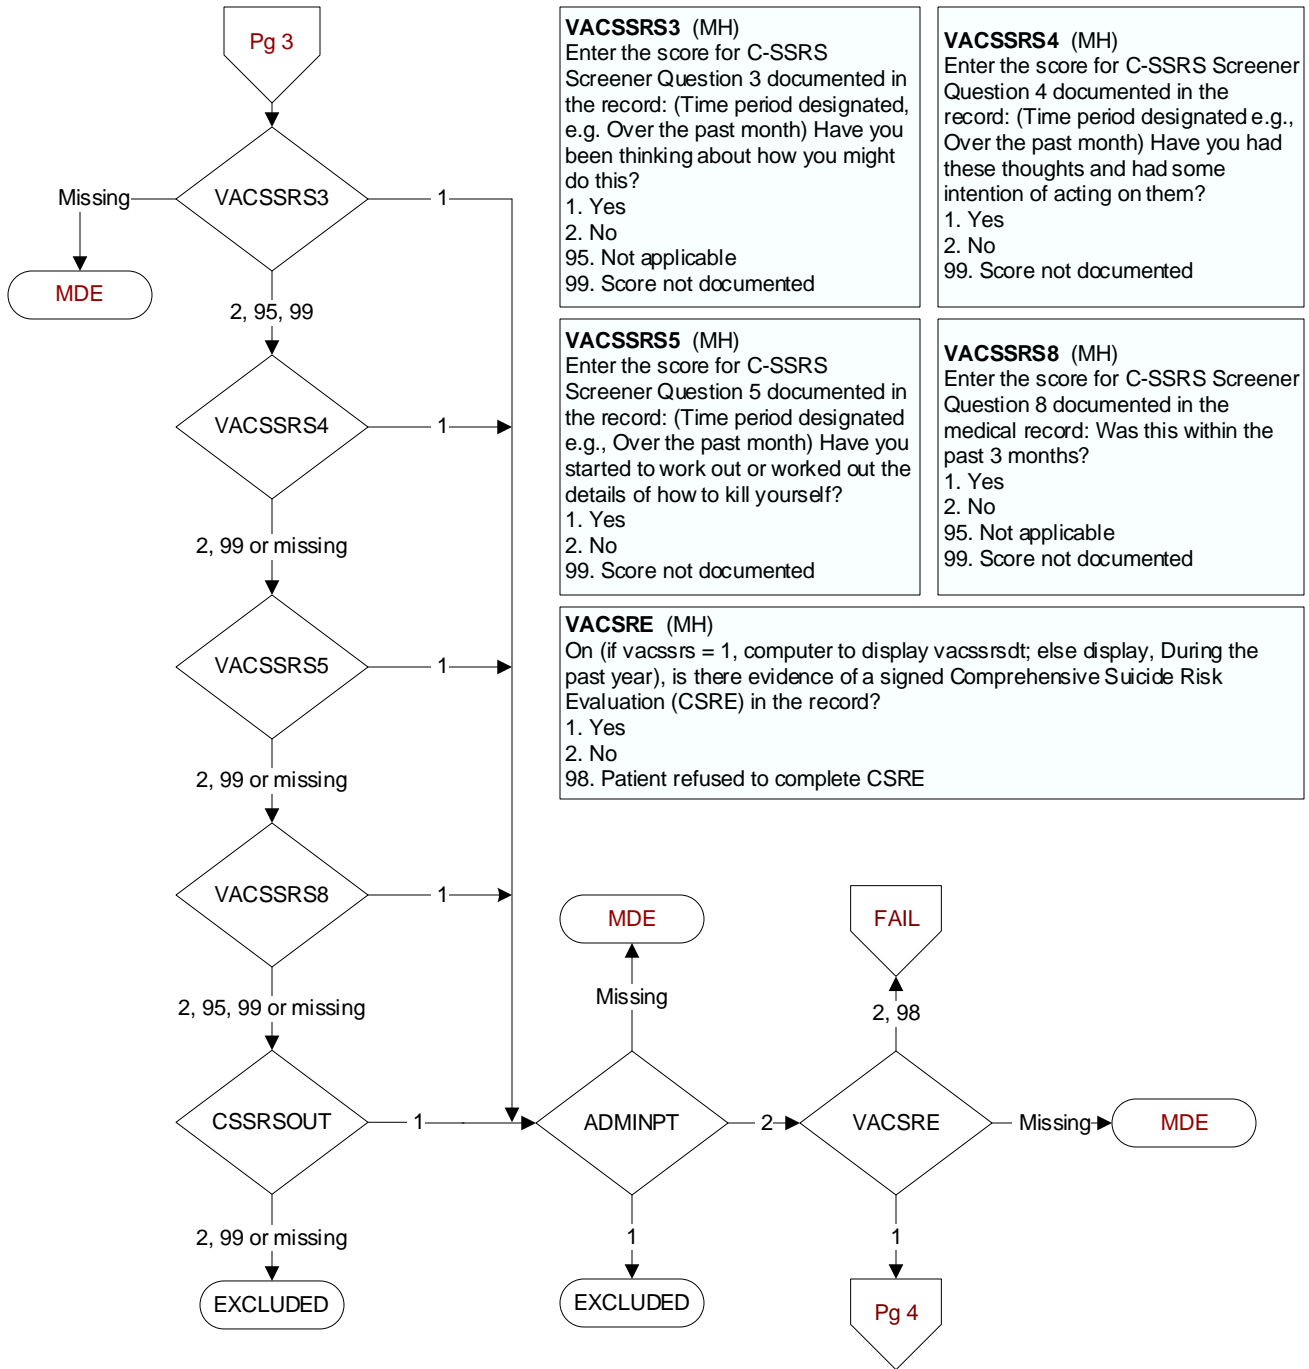 Pg 3
VACSSRS3
Missing
1
MDE
2, 95, 99
VACSSRS4
1
2, 99 or missing
VACSSRS5
1
2, 99 or missing
VACSSRS8
1
2, 95, 99 or missing
CSSRSOUT
1
2, 99 or missing
EXCLUDED
VACSSRS3 (MH)
Enter the score for C-SSRS
Screener Question 3 documented in
the record: (Time period designated,
e.g. Over the past month) Have you
been thinking about how you might
do this?
1. Yes
2. No
95. Not applicable
99. Score not documented
VACSSRS4 (MH)
Enter the score for C-SSRS Screener
Question 4 documented in the
record: (Time period designated e.g.,
Over the past month) Have you had
these thoughts and had some
intention of acting on them?
1. Yes
2. No
99. Score not documented
VACSSRS5 (MH)
Enter the score for C-SSRS
Screener Question 5 documented in
the record: (Time period designated
e.g., Over the past month) Have you
started to work out or worked out the
details of how to kill yourself?
1. Yes
2. No
99. Score not documented
VACSSRS8 (MH)
Enter the score for C-SSRS Screener
Question 8 documented in the
medical record: Was this within the
past 3 months?
1. Yes
2. No
95. Not applicable
99. Score not documented
VACSRE (MH)
On (if vacssrs = 1, computer to display vacssrsdt; else display, During the
past year), is there evidence of a signed Comprehensive Suicide Risk
Evaluation (CSRE) in the record?
1. Yes
2. No
98. Patient refused to complete CSRE
MDE
Missing
ADMINPT
2
1
EXCLUDED
FAIL
2, 98
VACSRE
Missing
MDE
1
Pg 4